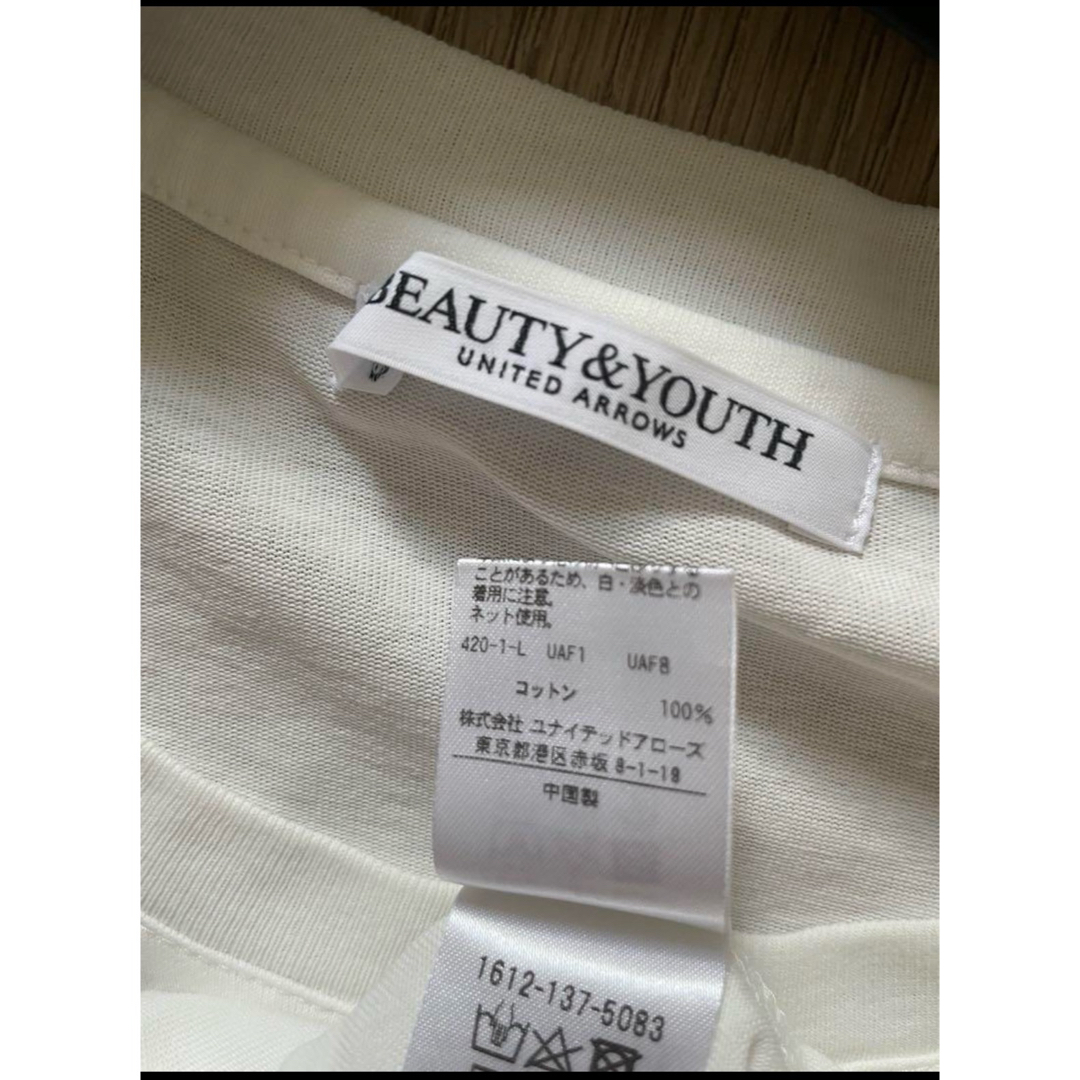 BEAUTY&YOUTH
UNITED ARROWS
ことがあるため、白・淡色との
着用に注意。
ネット使用。
420-1-L UAF1 UAF8
コットン 100%
株式会社 ユナイテッドアローズ
東京都港区赤坂 8-1-19
中国製
1612-137-5083